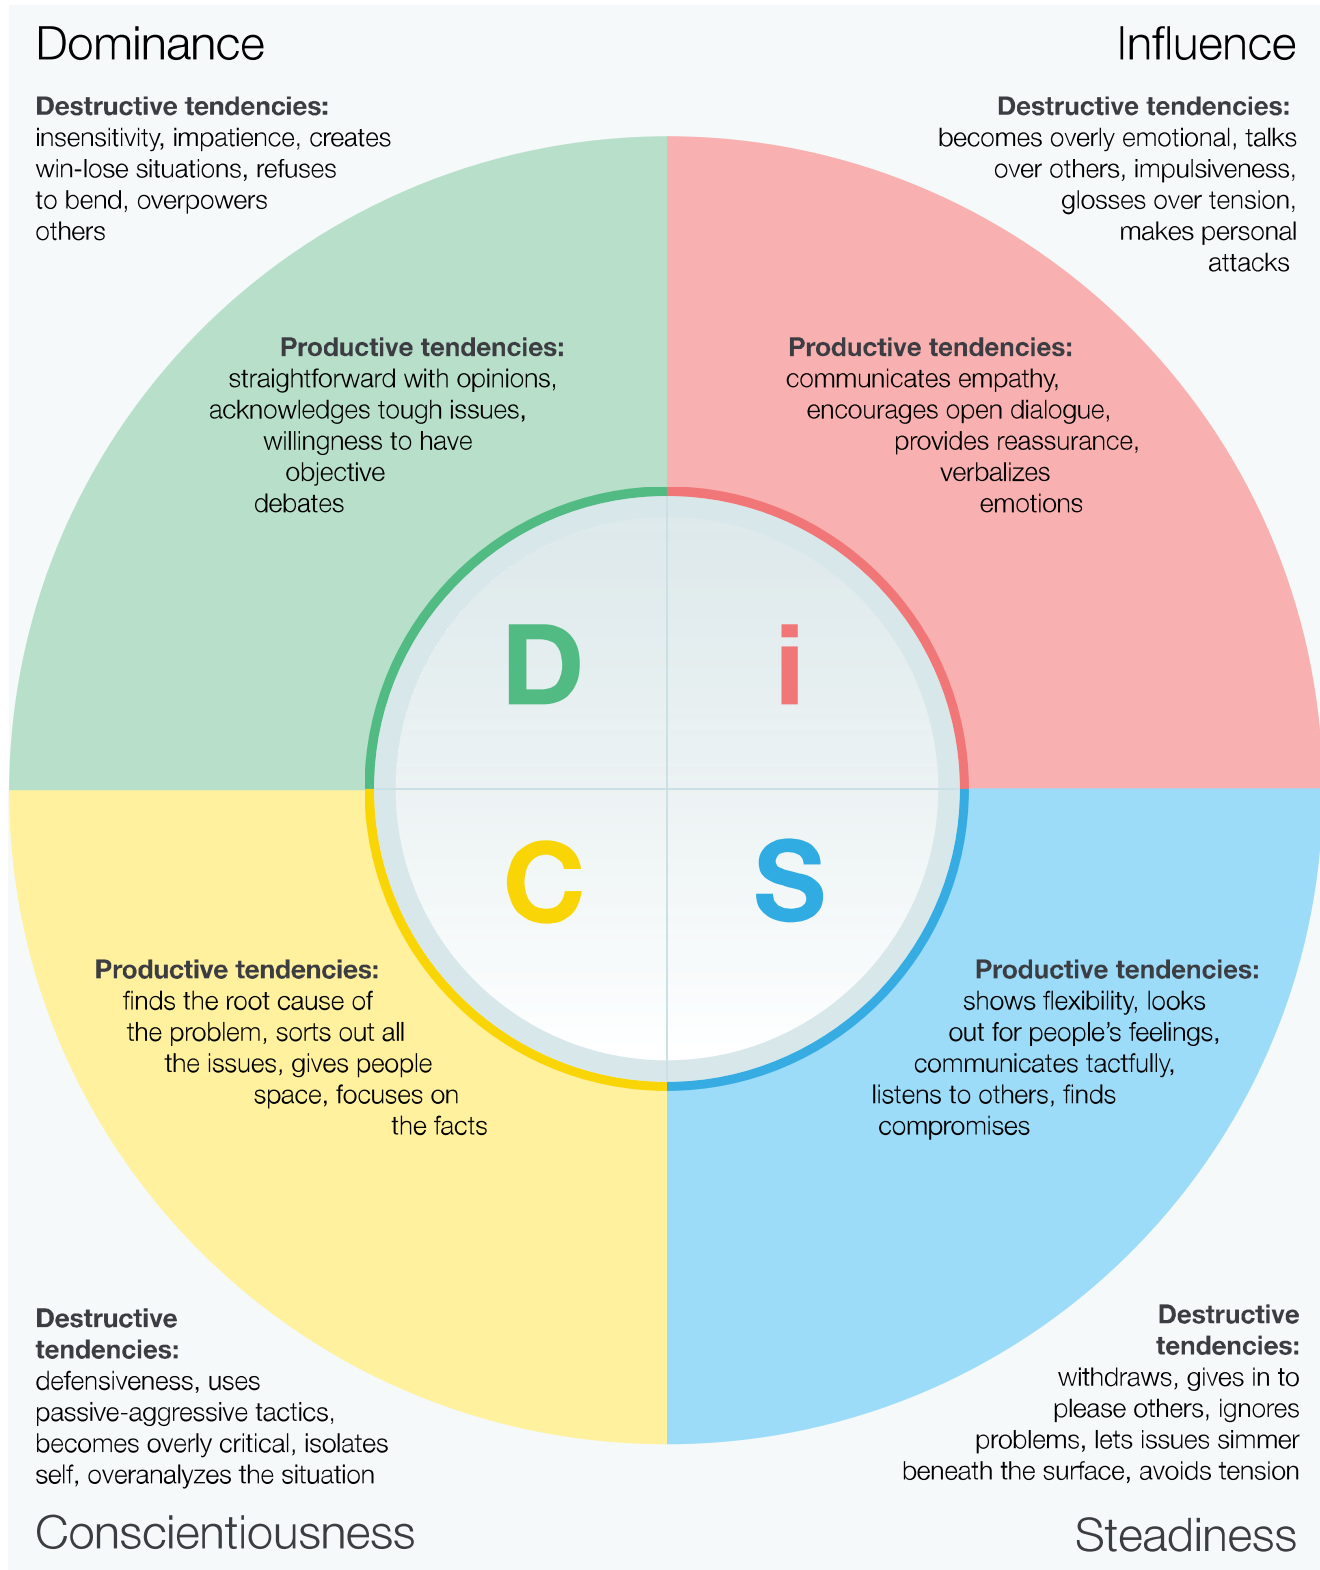 Dominance
Influence
Destructive tendencies:
insensitivity, impatience, creates
win-lose situations, refuses
to bend, overpowers
others
Destructive tendencies:
becomes overly emotional, talks
over others, impulsiveness,
glosses over tension,
makes personal
attacks
Productive tendencies:
straightforward with opinions,
acknowledges tough issues,
willingness to have
objective
debates
Productive tendencies:
communicates empathy,
encourages open dialogue,
provides reassurance,
verbalizes
emotions
D
i
C
S
Productive tendencies:
finds the root cause of
the problem, sorts out all
the issues, gives people
space, focuses on
the facts
Productive tendencies:
shows flexibility, looks
out for people’s feelings,
communicates tactfully,
listens to others, finds
compromises
Destructive
tendencies:
defensiveness, uses
passive-aggressive tactics,
becomes overly critical, isolates
self, overanalyzes the situation
Destructive
tendencies:
withdraws, gives in to
please others, ignores
problems, lets issues simmer
beneath the surface, avoids tension
Conscientiousness
Steadiness